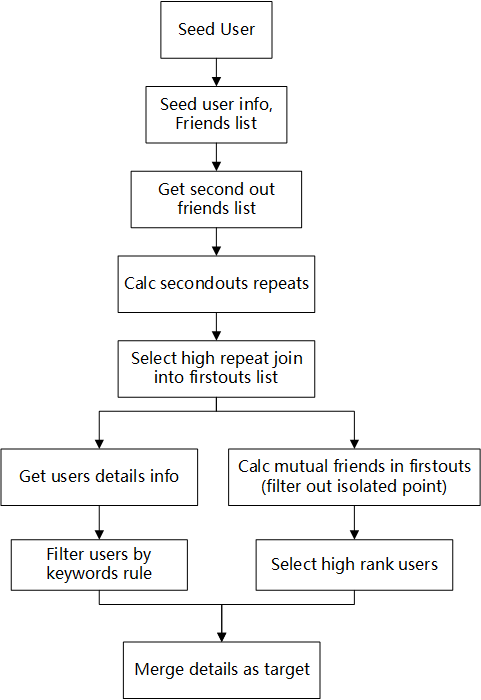 Seed User
Seed user info,
Friends list
Get second out
friends list
Calc secondouts repeats
Select high repeat join
into firstouts list
Get users details info
Calc mutual friends in firstouts
(filter out isolated point)
Filter users by
keywords rule
Select high rank users
Merge details as target